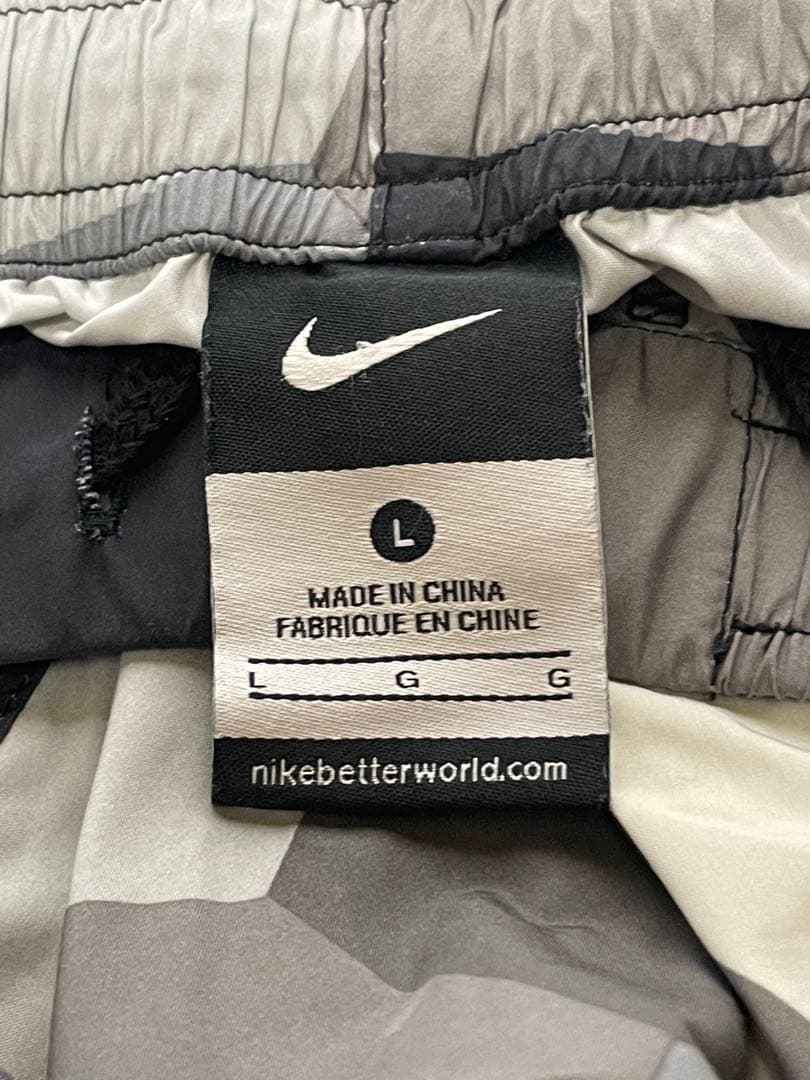 L
MADE IN CHINA
FABRIQUE EN CHINE
L G G
nikebetterworld.com